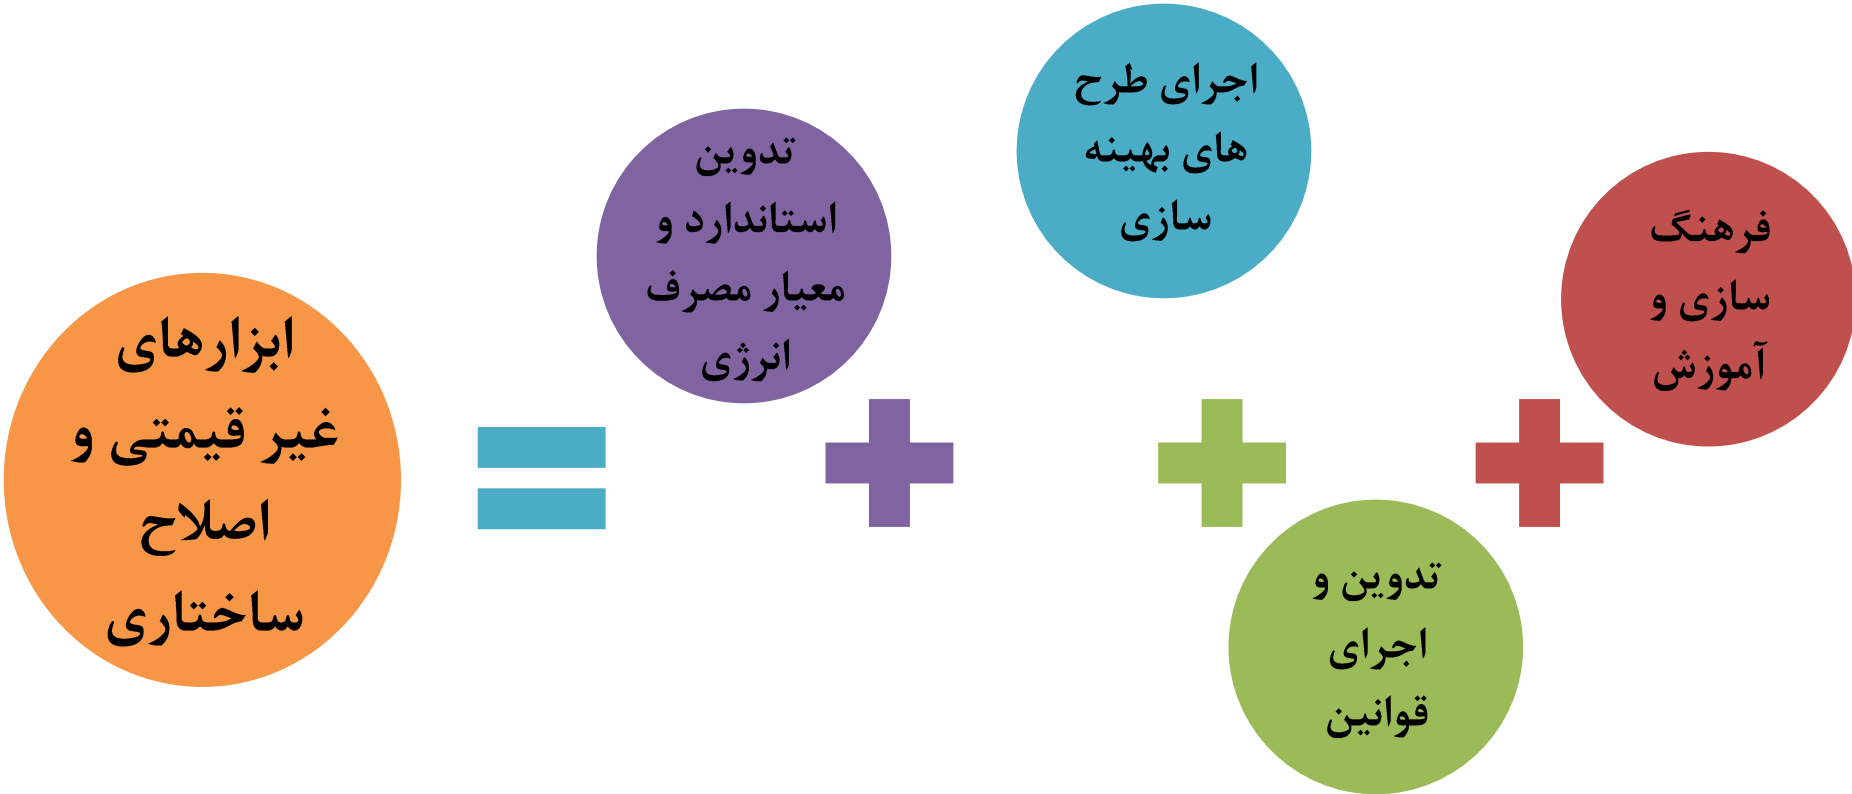 فرهنگ
سازی و
آموزش
تدوین و
اجرای
قوانین
اجرای طرح
های بهینه
سازی
تدوین
استاندارد و
معیار مصرف
انرژی
ابزارهای
غیر قیمتی و
اصلاح
ساختاری